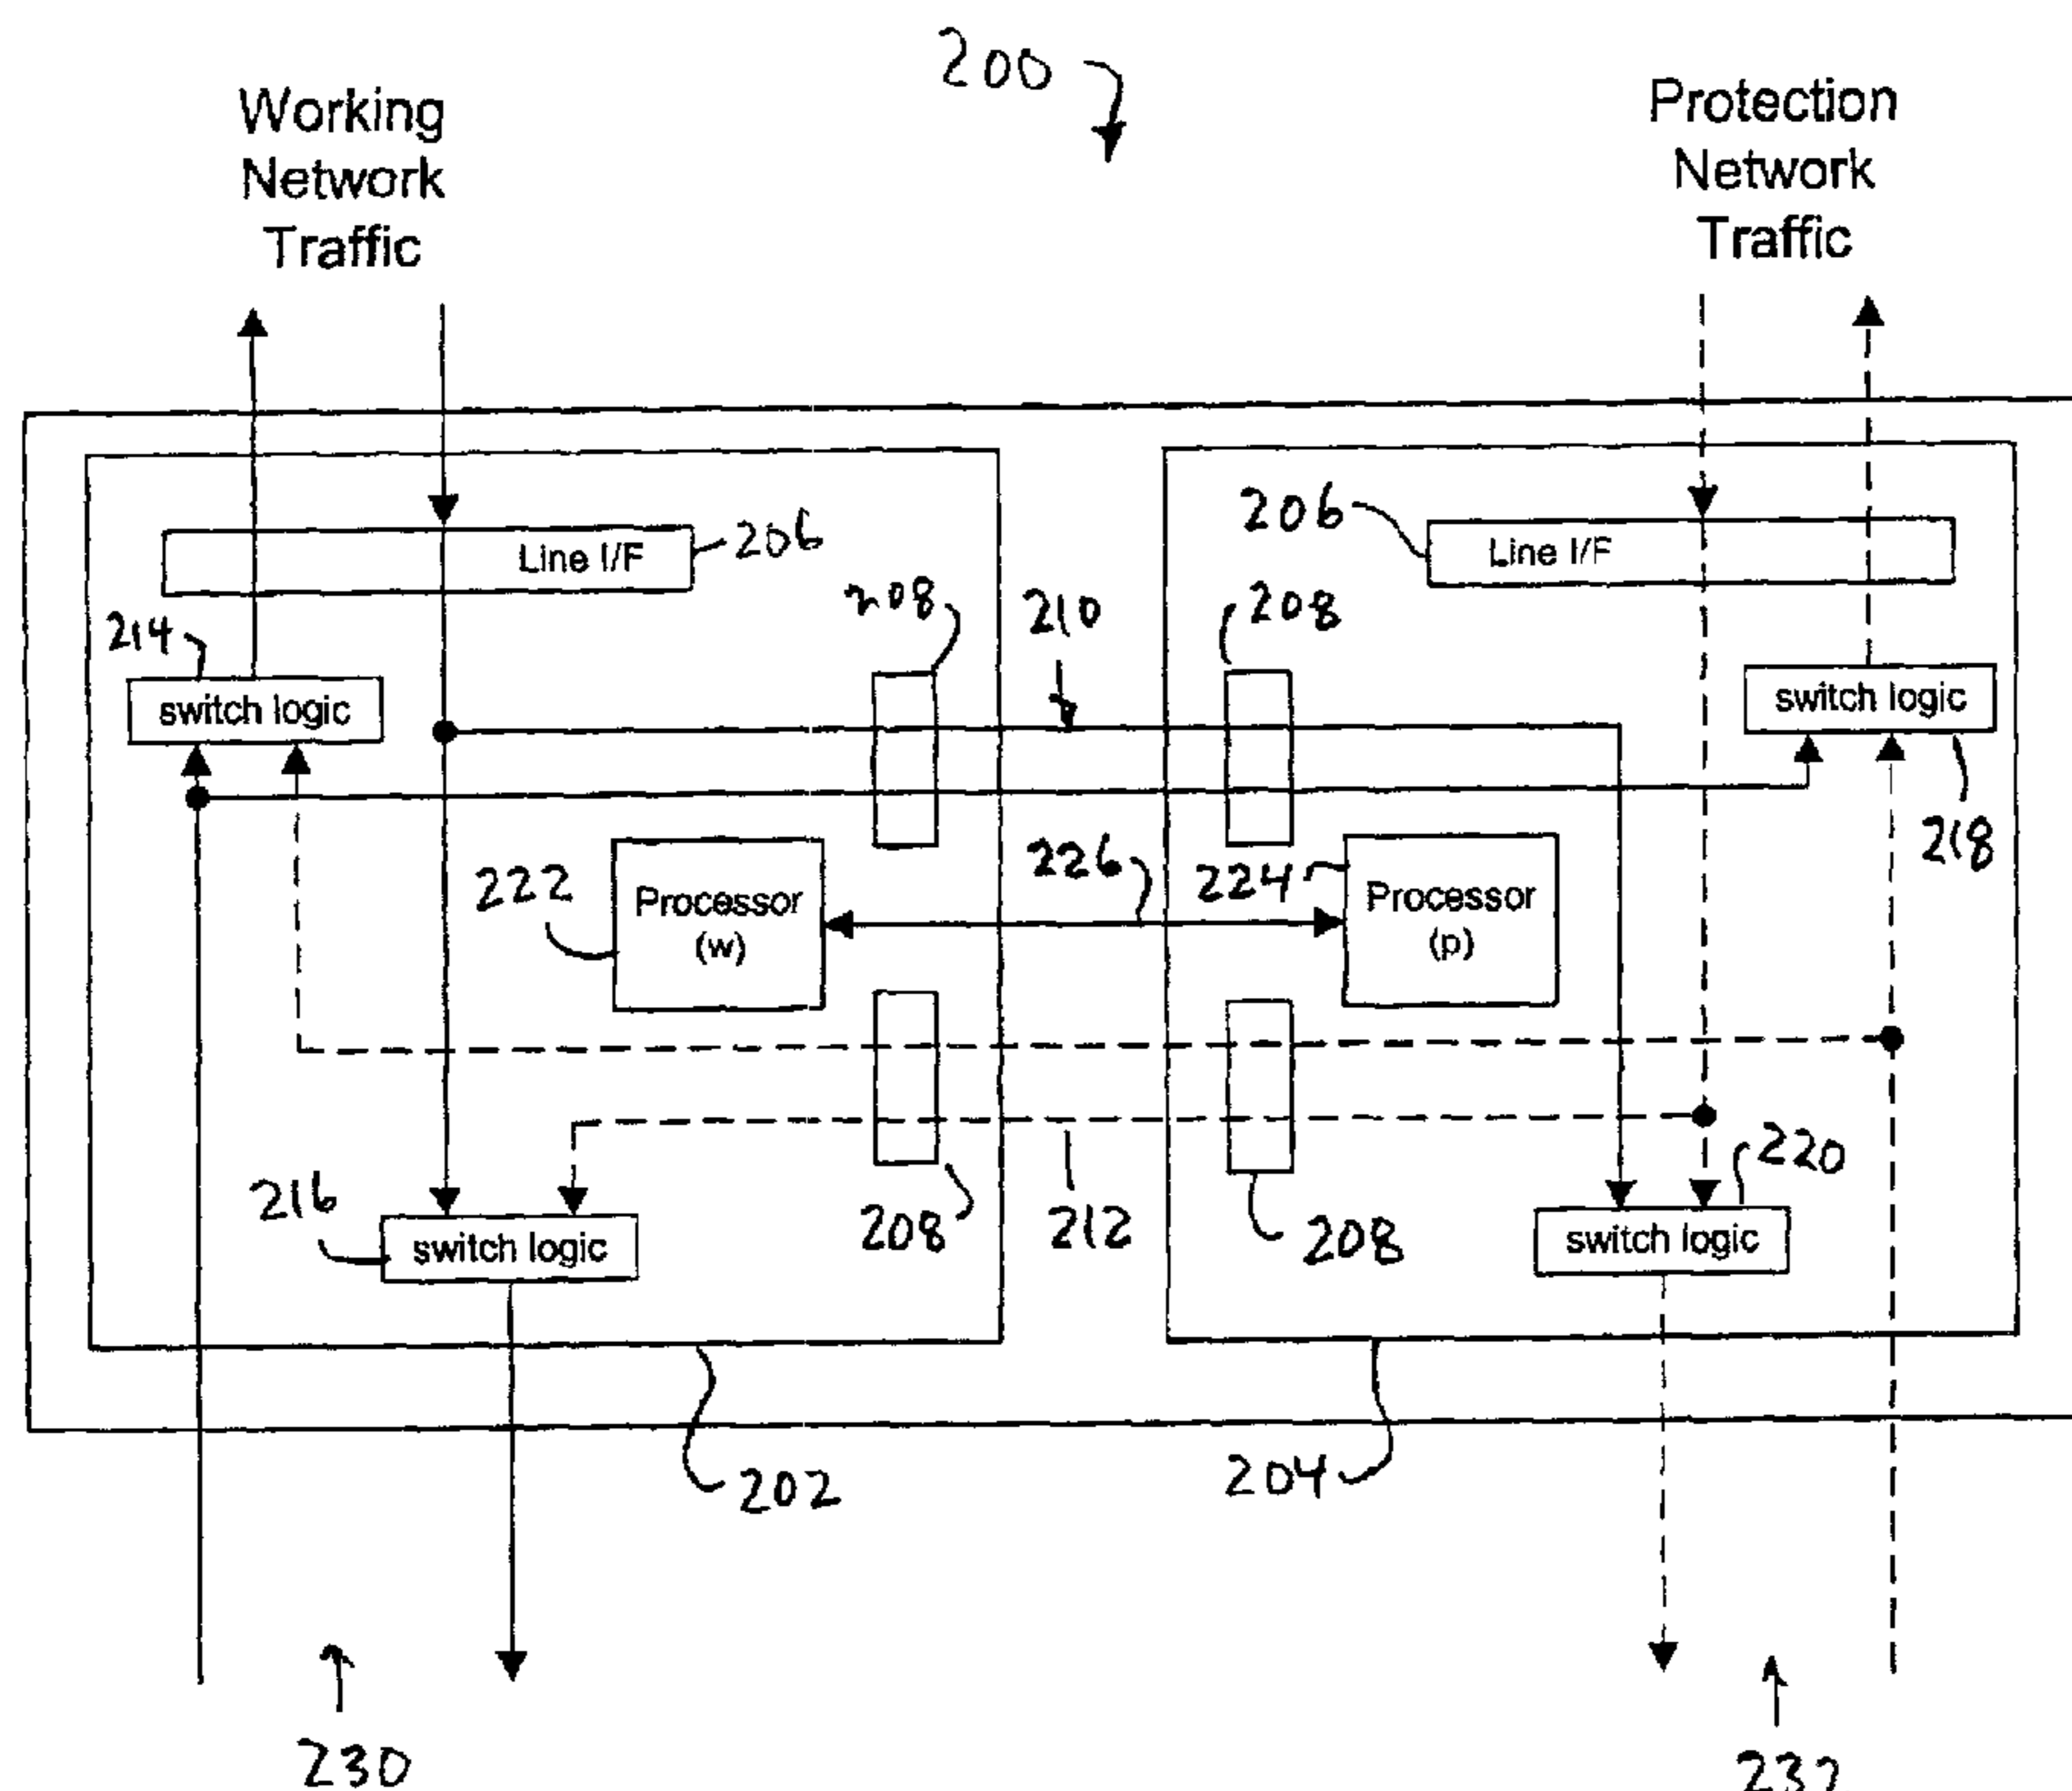 200
Working
Network
Traffic
Protection
Network
Traffic
Line I/F
206
206
Line I/F
214
208
210
208
switch logic
switch logic
218
222
Processor
(w)
226
224
Processor
(p)
216
switch logic
208
212
208
220
switch logic
202
204
230